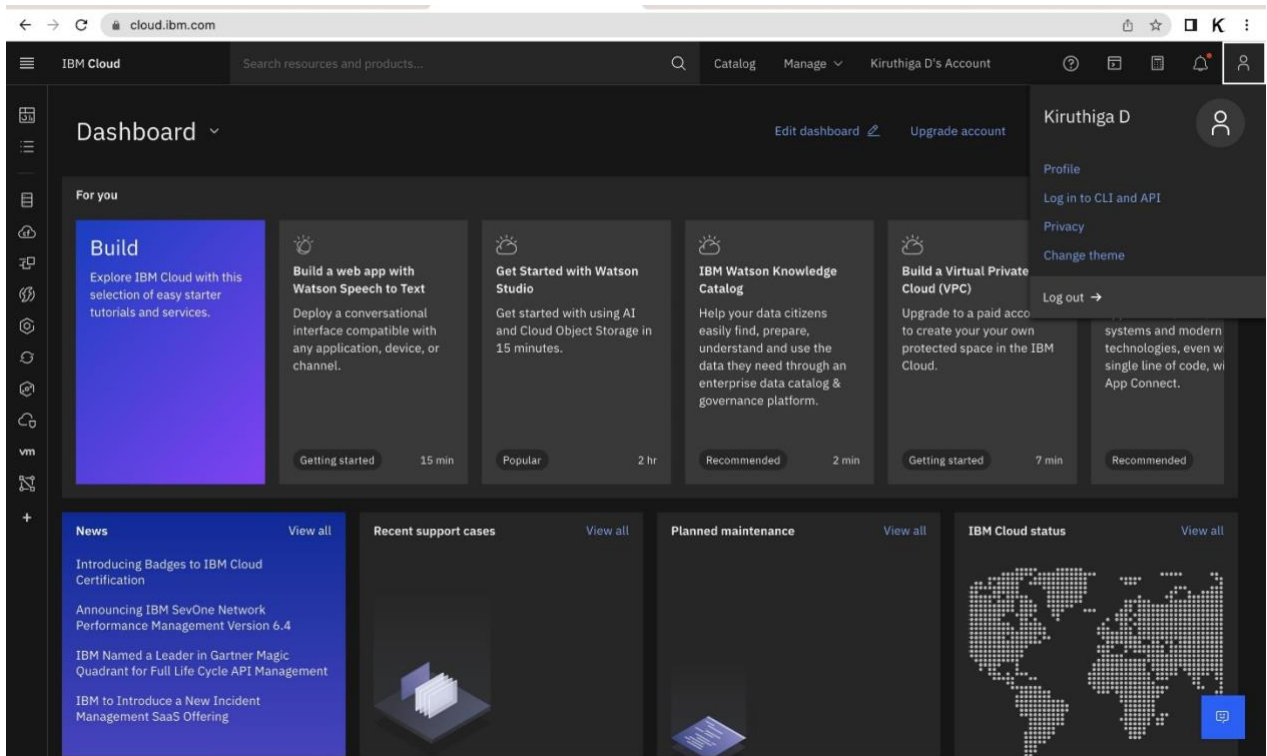 cloud.ibm.com
K
IBM Cloud
Search resources and products...
Catalog
Manage
Kiruthiga D's Account
Dashboard
Edit dashboard
Upgrade account
Kiruthiga D
Profile
Log in to CLI and API
Privacy
Change theme
Log out →
For you
Build
Explore IBM Cloud with this
selection of easy starter
tutorials and services.
Build a web app with
Watson Speech to Text
Deploy a conversational
interface compatible with
any application, device, or
channel.
Getting started
15 min
Get Started with Watson
Studio
Get started with using AI
and Cloud Object Storage in
15 minutes.
Popular
2 hr
IBM Watson Knowledge
Catalog
Help your data citizens
easily find, prepare,
understand and use the
data they need through an
enterprise data catalog &
governance platform.
Recommended
2 min
Build a Virtual Private
Cloud (VPC)
Upgrade to a paid acco
to create your your own
protected space in the IBM
Cloud.
Getting started
7 min
systems and modern
technologies, even w
single line of code, wi
App Connect.
Recommended
vm
News
View all
Introducing Badges to IBM Cloud
Certification
Announcing IBM SevOne Network
Performance Management Version 6.4
IBM Named a Leader in Gartner Magic
Quadrant for Full Life Cycle API Management
IBM to Introduce a New Incident
Management SaaS Offering
Recent support cases
View all
Planned maintenance
View all
IBM Cloud status
View all